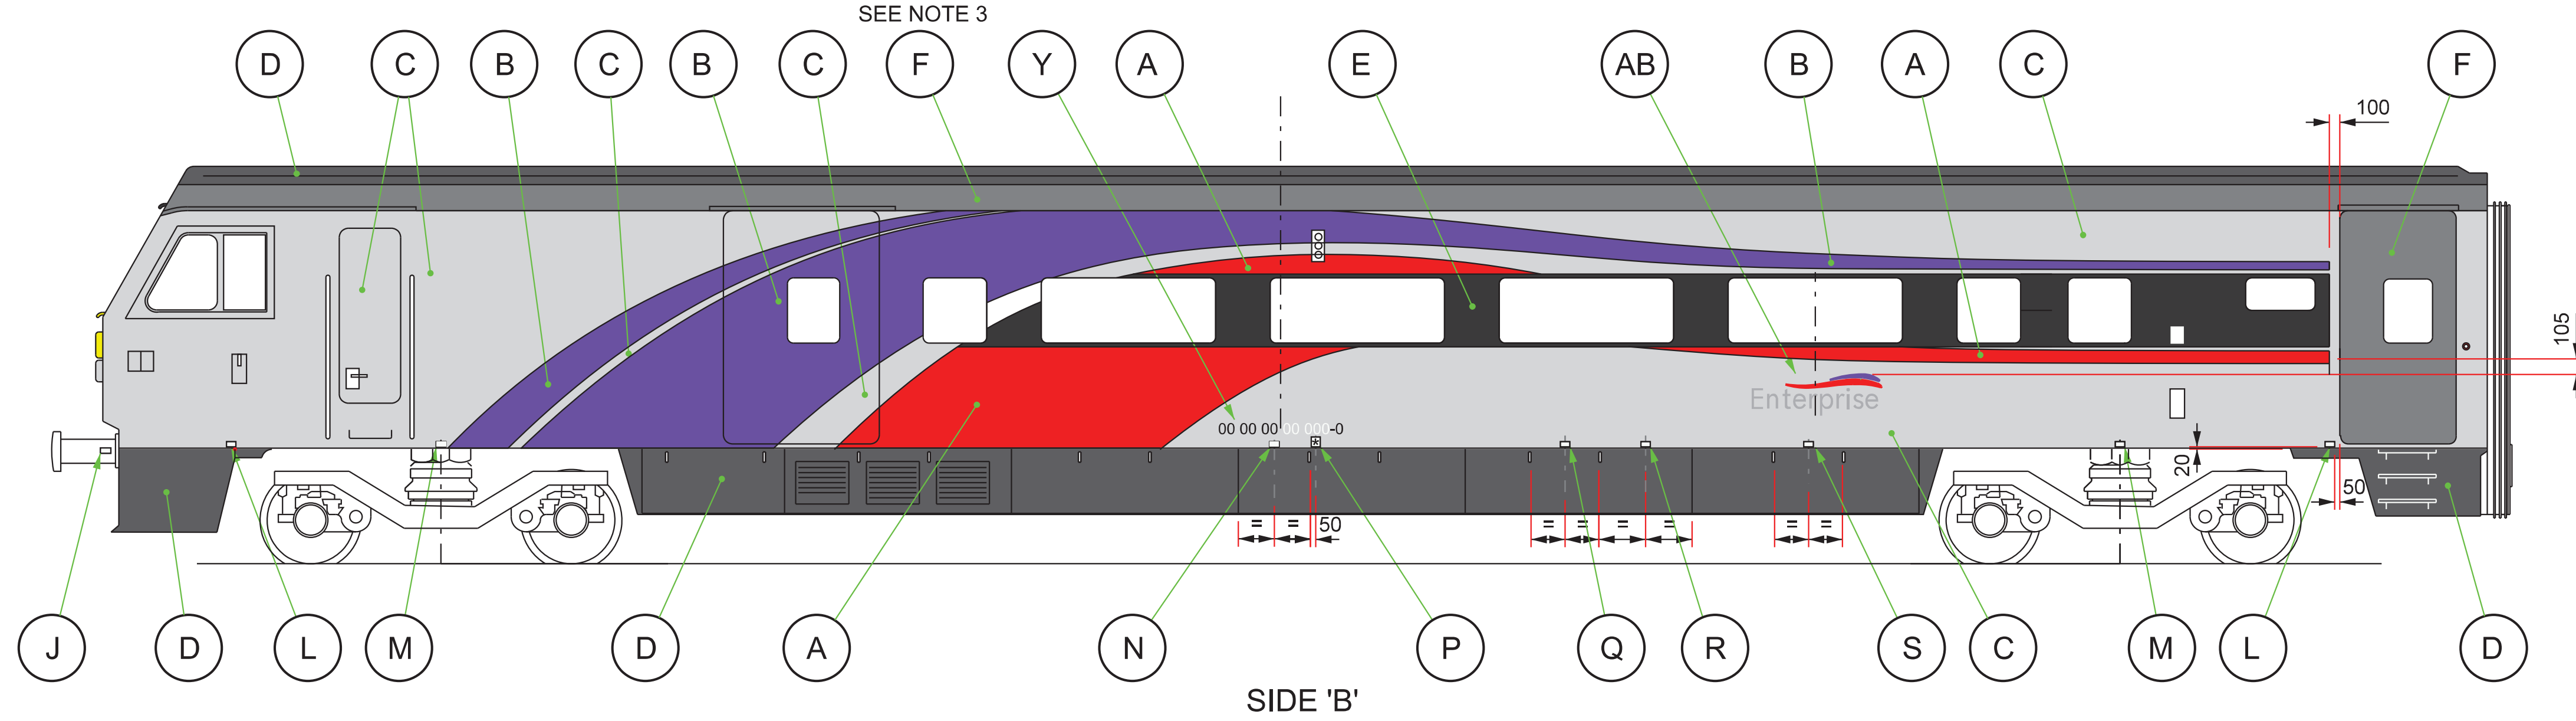 SEE NOTE 3
D C B C B C F Y A E AB B A C F
100
105
Enterprise
00 00 00-00 000-0
20
50
= = 50 = = = = = =
J D L M D A N P Q R S C M L D
SIDE 'B'